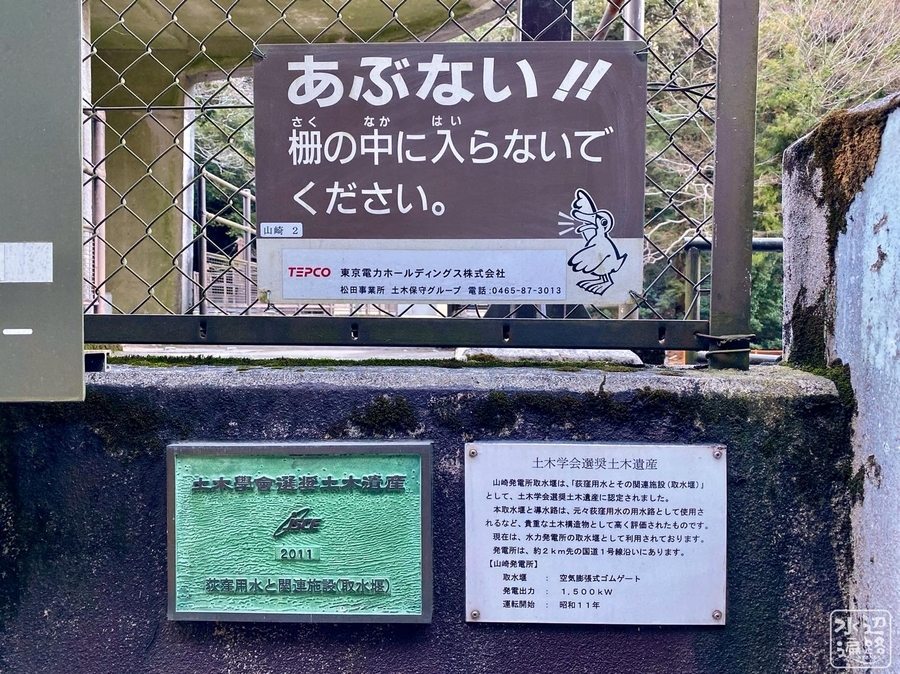 あぶない!!
さく なか はい
柵の中に入らないで
ください。
山崎 2
TEPCO 東京電力ホールディングス株式会社
松田事業所 土木保守グループ 電話:0465-87-3013
土木學會選奨土木遺産
JSCE
2011
荻窪用水と関連施設(取水堰)
土木学会選奨土木遺産
山崎発電所取水堰は、「荻窪用水とその関連施設(取水堰)」
として、土木学会選奨土木遺産に認定されました。
本取水堰と導水路は、元々荻窪用水の用水路として使用さ
れるなど、貴重な土木構造物として高く評価されたものです。
現在は、水力発電所の取水堰として利用されております。
発電所は、約2km先の国道1号線沿いにあります。
【山崎発電所】
取水堰 : 空気膨張式ゴムゲート
発電出力 : 1,500kW
運転開始 : 昭和11年
水辺
遍路